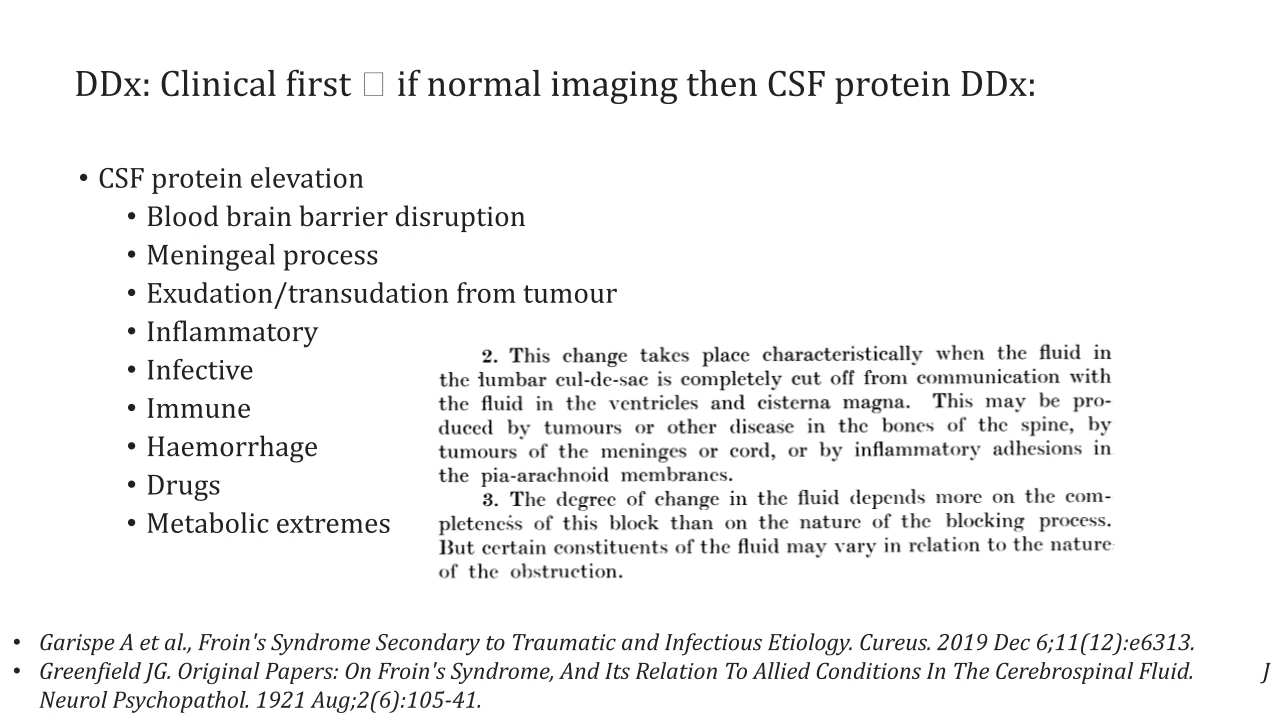 DDx: Clinical first □ if normal imaging then CSF protein DDx:
• CSF protein elevation
• Blood brain barrier disruption
• Meningeal process
• Exudation/transudation from tumour
• Inflammatory
• Infective
• Immune
• Haemorrhage
• Drugs
• Metabolic extremes
2. This change takes place characteristically when the fluid in
the lumbar cul-de-sac is completely cut off from communication with
the fluid in the ventricles and cisterna magna. This may be pro-
duced by tumours or other disease in the bones of the spine, by
tumours of the meninges or cord, or by inflammatory adhesions in
the pia-arachnoid membranes.
3. The degree of change in the fluid depends more on the com-
pleteness of this block than on the nature of the blocking process.
But certain constituents of the fluid may vary in relation to the nature
of the obstruction.
• Garispe A et al., Froin's Syndrome Secondary to Traumatic and Infectious Etiology. Cureus. 2019 Dec 6;11(12):e6313.
• Greenfield JG. Original Papers: On Froin's Syndrome, And Its Relation To Allied Conditions In The Cerebrospinal Fluid. J
Neurol Psychopathol. 1921 Aug;2(6):105-41.